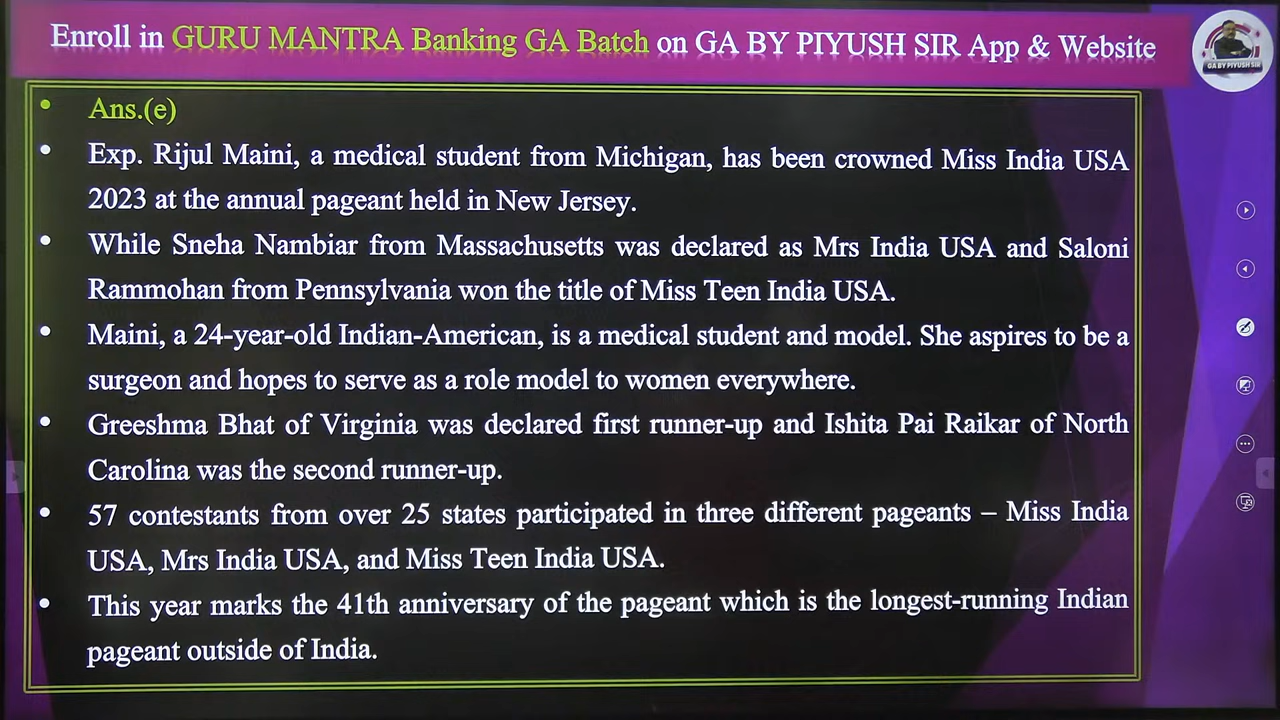 Enroll in GURU MANTRA Banking GA Batch on GA BY PIYUSH SIR App & Website
GA BY PIYUSH SIR
• Ans.(e)
• Exp. Rijul Maini, a medical student from Michigan, has been crowned Miss India USA
2023 at the annual pageant held in New Jersey.
• While Sneha Nambiar from Massachusetts was declared as Mrs India USA and Saloni
Rammohan from Pennsylvania won the title of Miss Teen India USA.
• Maini, a 24-year-old Indian-American, is a medical student and model. She aspires to be a
surgeon and hopes to serve as a role model to women everywhere.
• Greeshma Bhat of Virginia was declared first runner-up and Ishita Pai Raikar of North
Carolina was the second runner-up.
• 57 contestants from over 25 states participated in three different pageants – Miss India
USA, Mrs India USA, and Miss Teen India USA.
• This year marks the 41th anniversary of the pageant which is the longest-running Indian
pageant outside of India.